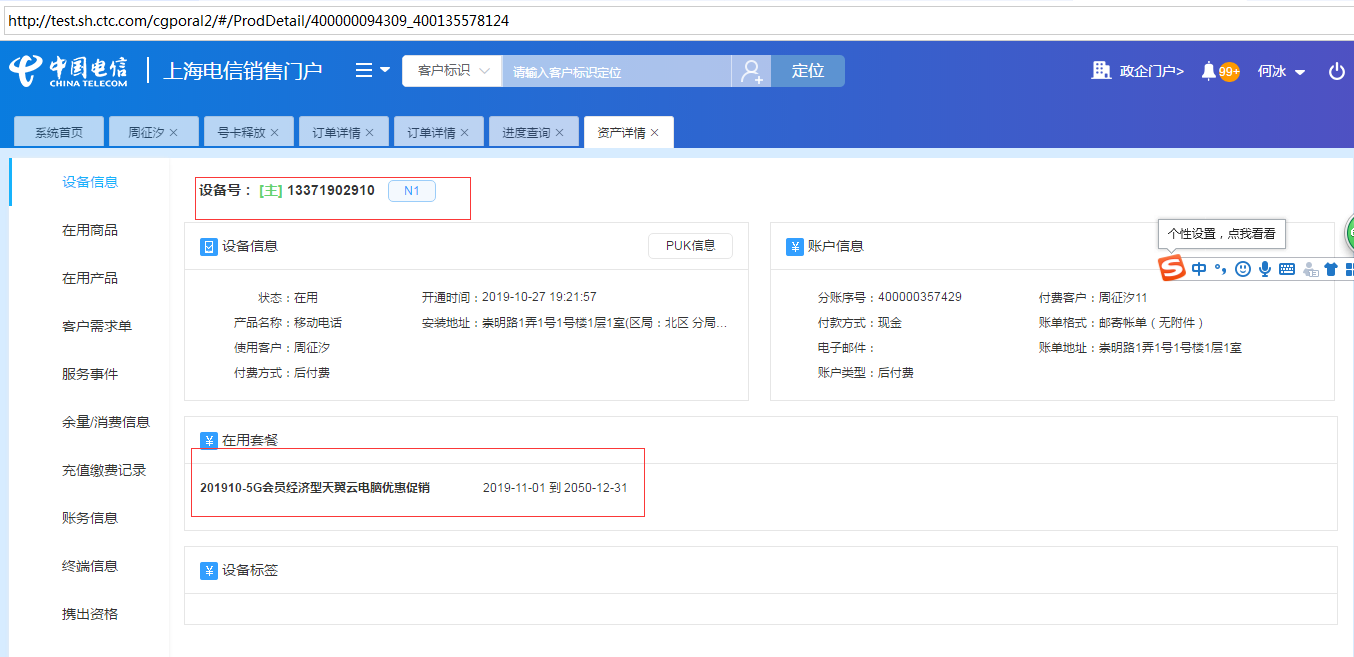 http://test.sh.ctc.com/cgporal2/#/ProdDetail/400000094309_400135578124
中国电信 CHINA TELECOM 上海电信销售门户 客户标识 请输入客户标识定位 定位 政企门户> 99+ 何冰
系统首页 周征汐 × 号卡释放 × 订单详情 × 订单详情 × 进度查询 × 资产详情 ×
设备信息
在用商品
在用产品
客户需求单
服务事件
余量/消费信息
充值缴费记录
账务信息
终端信息
携出资格
设备号：[主] 13371902910 N1
设备信息 PUK信息
状态：在用 开通时间：2019-10-27 19:21:57
产品名称：移动电话 安装地址：崇明路1弄1号1号楼1层1室(区局：北区 分局...
使用客户：周征汐
付费方式：后付费
¥ 账户信息
分账序号：400000357429 付费客户：周征汐11
付款方式：现金 账单格式：邮寄帐单（无附件）
电子邮件： 账单地址：崇明路1弄1号1号楼1层1室
账户类型：后付费
个性设置，点我看看
S 中 °,
¥ 在用套餐
201910-5G会员经济型天翼云电脑优惠促销 2019-11-01 到 2050-12-31
¥ 设备标签